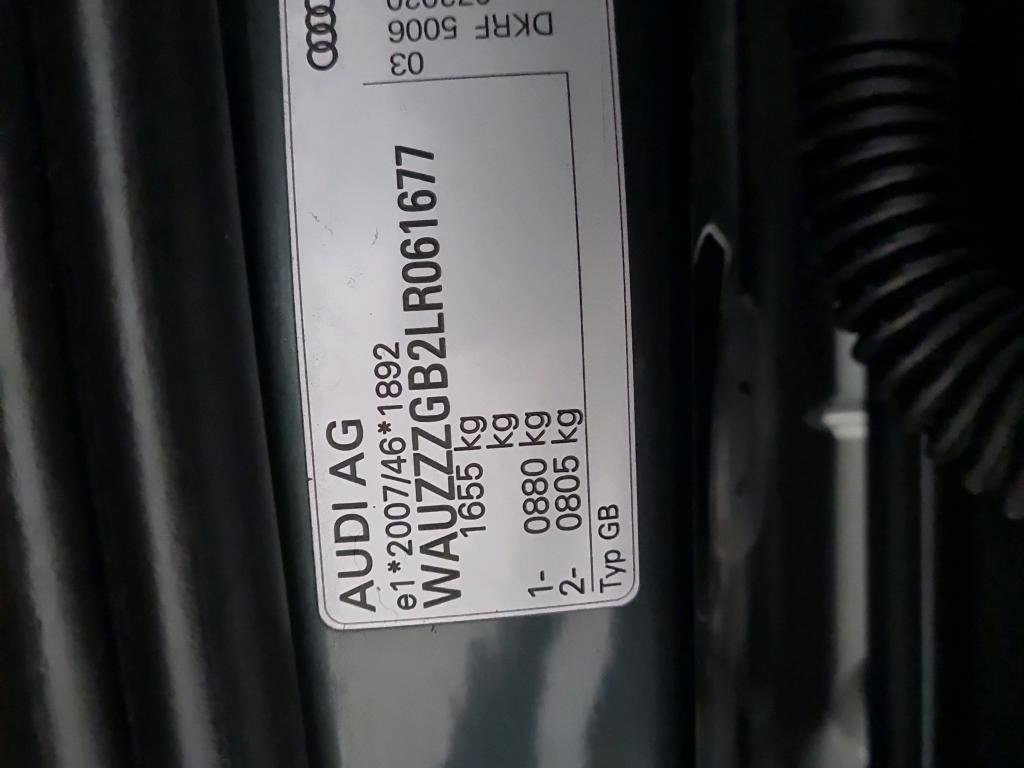 AUDI AG
e1*2007/46*1892
WAUZZZGB2LR061677
1655 kg
kg
1- 0880 kg
2- 0805 kg
Typ GB
03
5006
DKRF